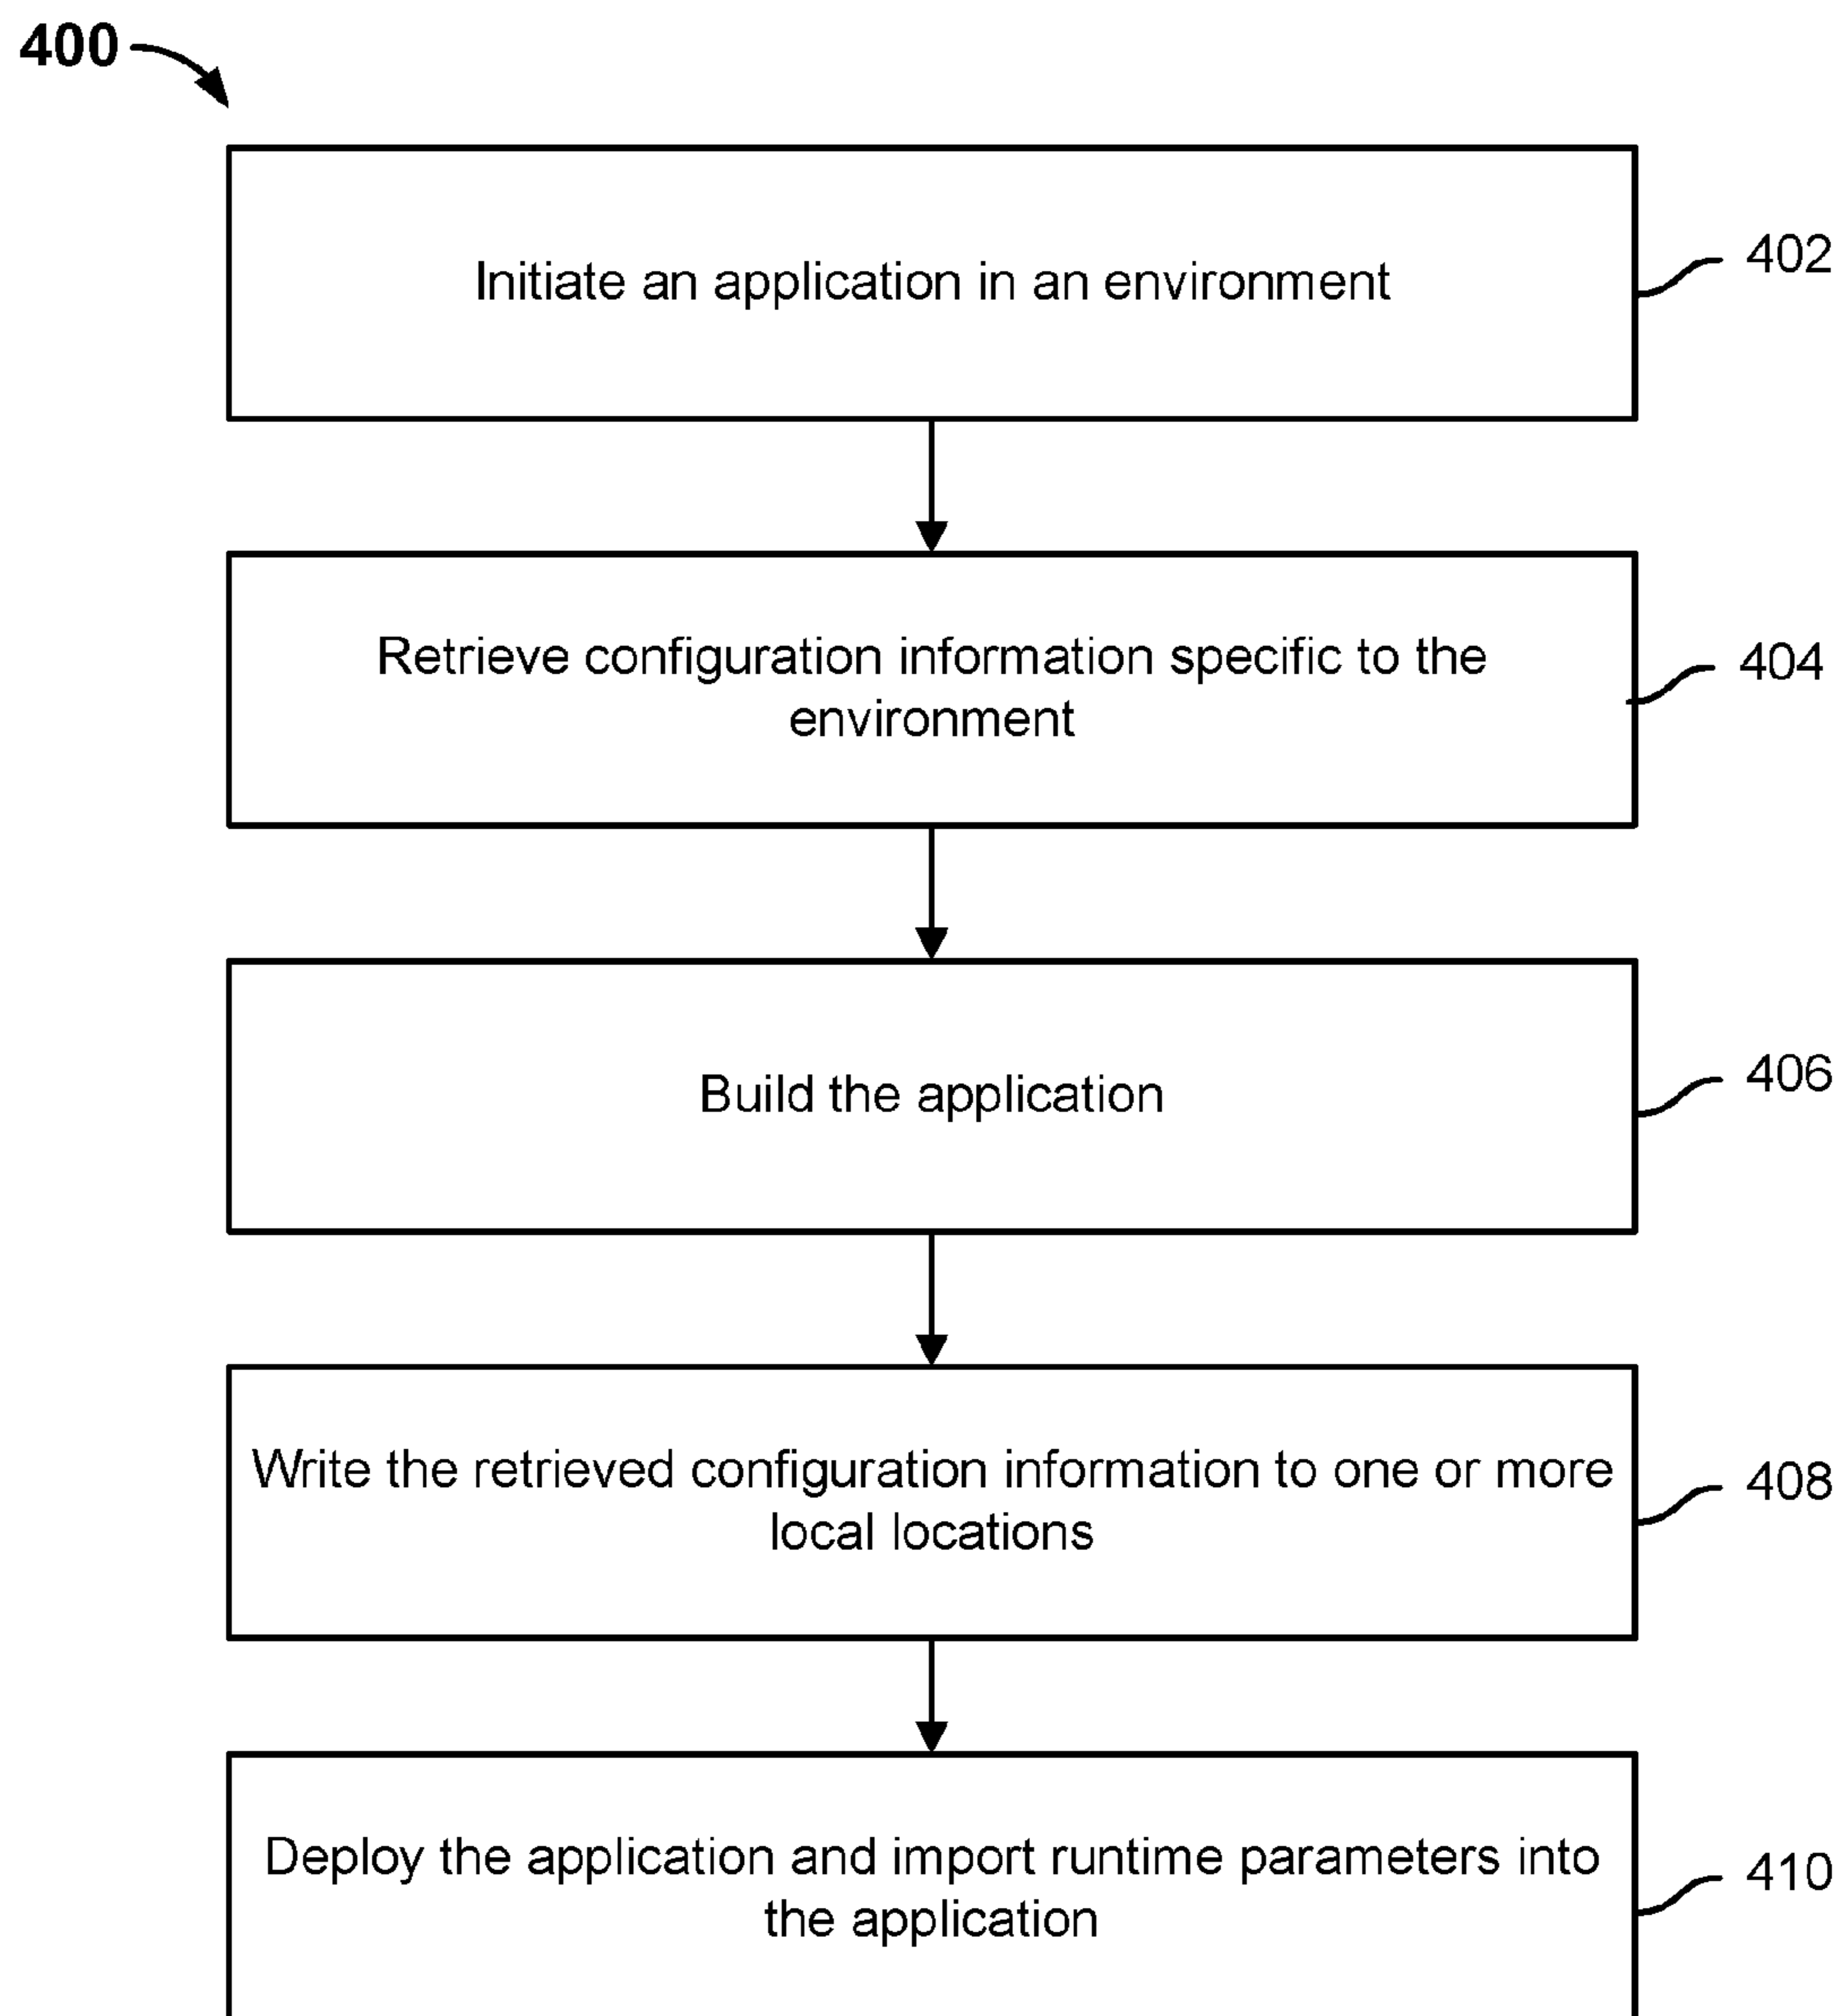 400
Initiate an application in an environment
402
Retrieve configuration information specific to the
environment
404
Build the application
406
Write the retrieved configuration information to one or more
local locations
408
Deploy the application and import runtime parameters into
the application
410